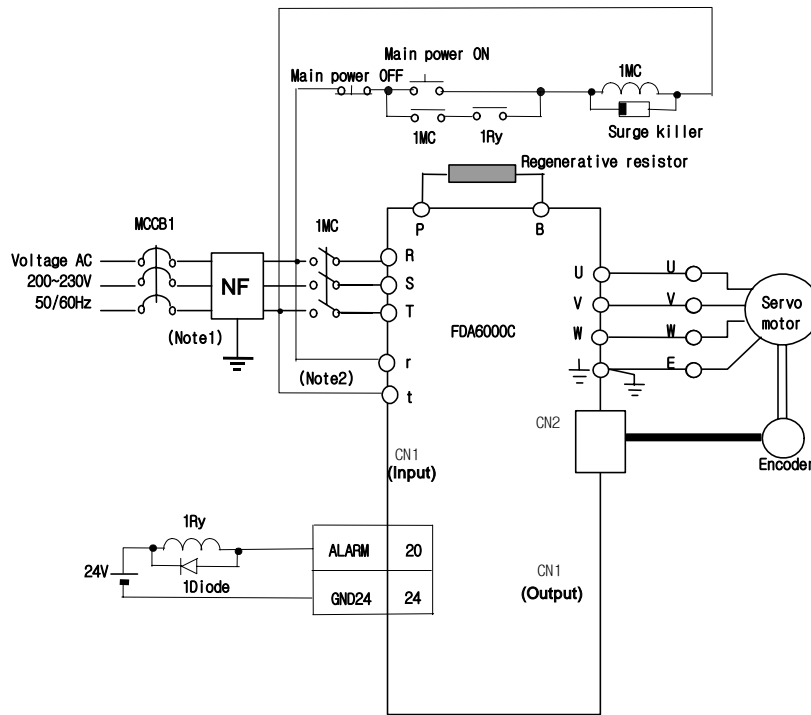 Main power ON
Main power OFF
1MC
1MC
1Ry
Surge killer
Regenerative resistor
P
B
MCCB1
1MC
Voltage AC
200~230V
50/60Hz
NF
(Note1)
R
S
T
(Note2)
r
t
FDA6000C
U
U
V
V
W
W
E
Servo
motor
CN2
Encoder
CN1
(Input)
1Ry
24V
1Diode
ALARM
20
GND24
24
CN1
(Output)